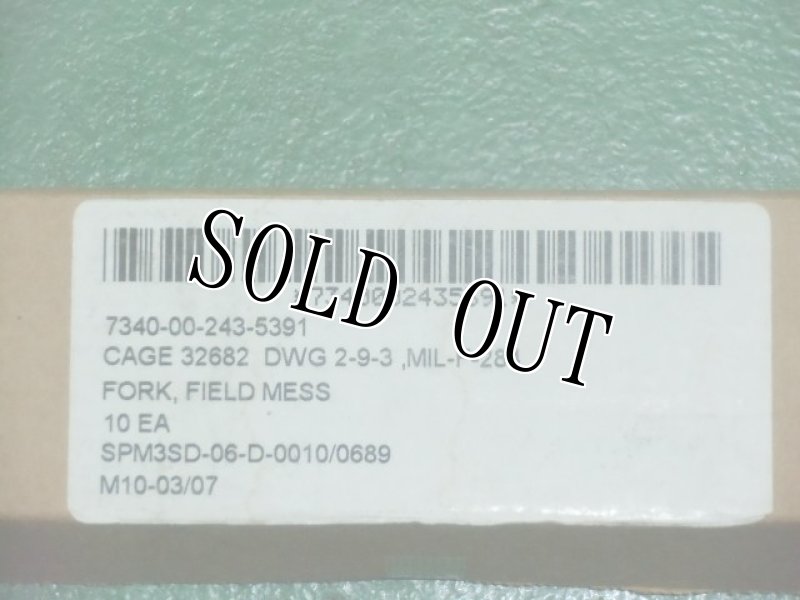 SOLD OUT
7340-00-243-5391
CAGE 32682 DWG 2-9-3
FORK, FIELD MESS
10 EA
SPM3SD-06-D-0010/0689
M10-03/07